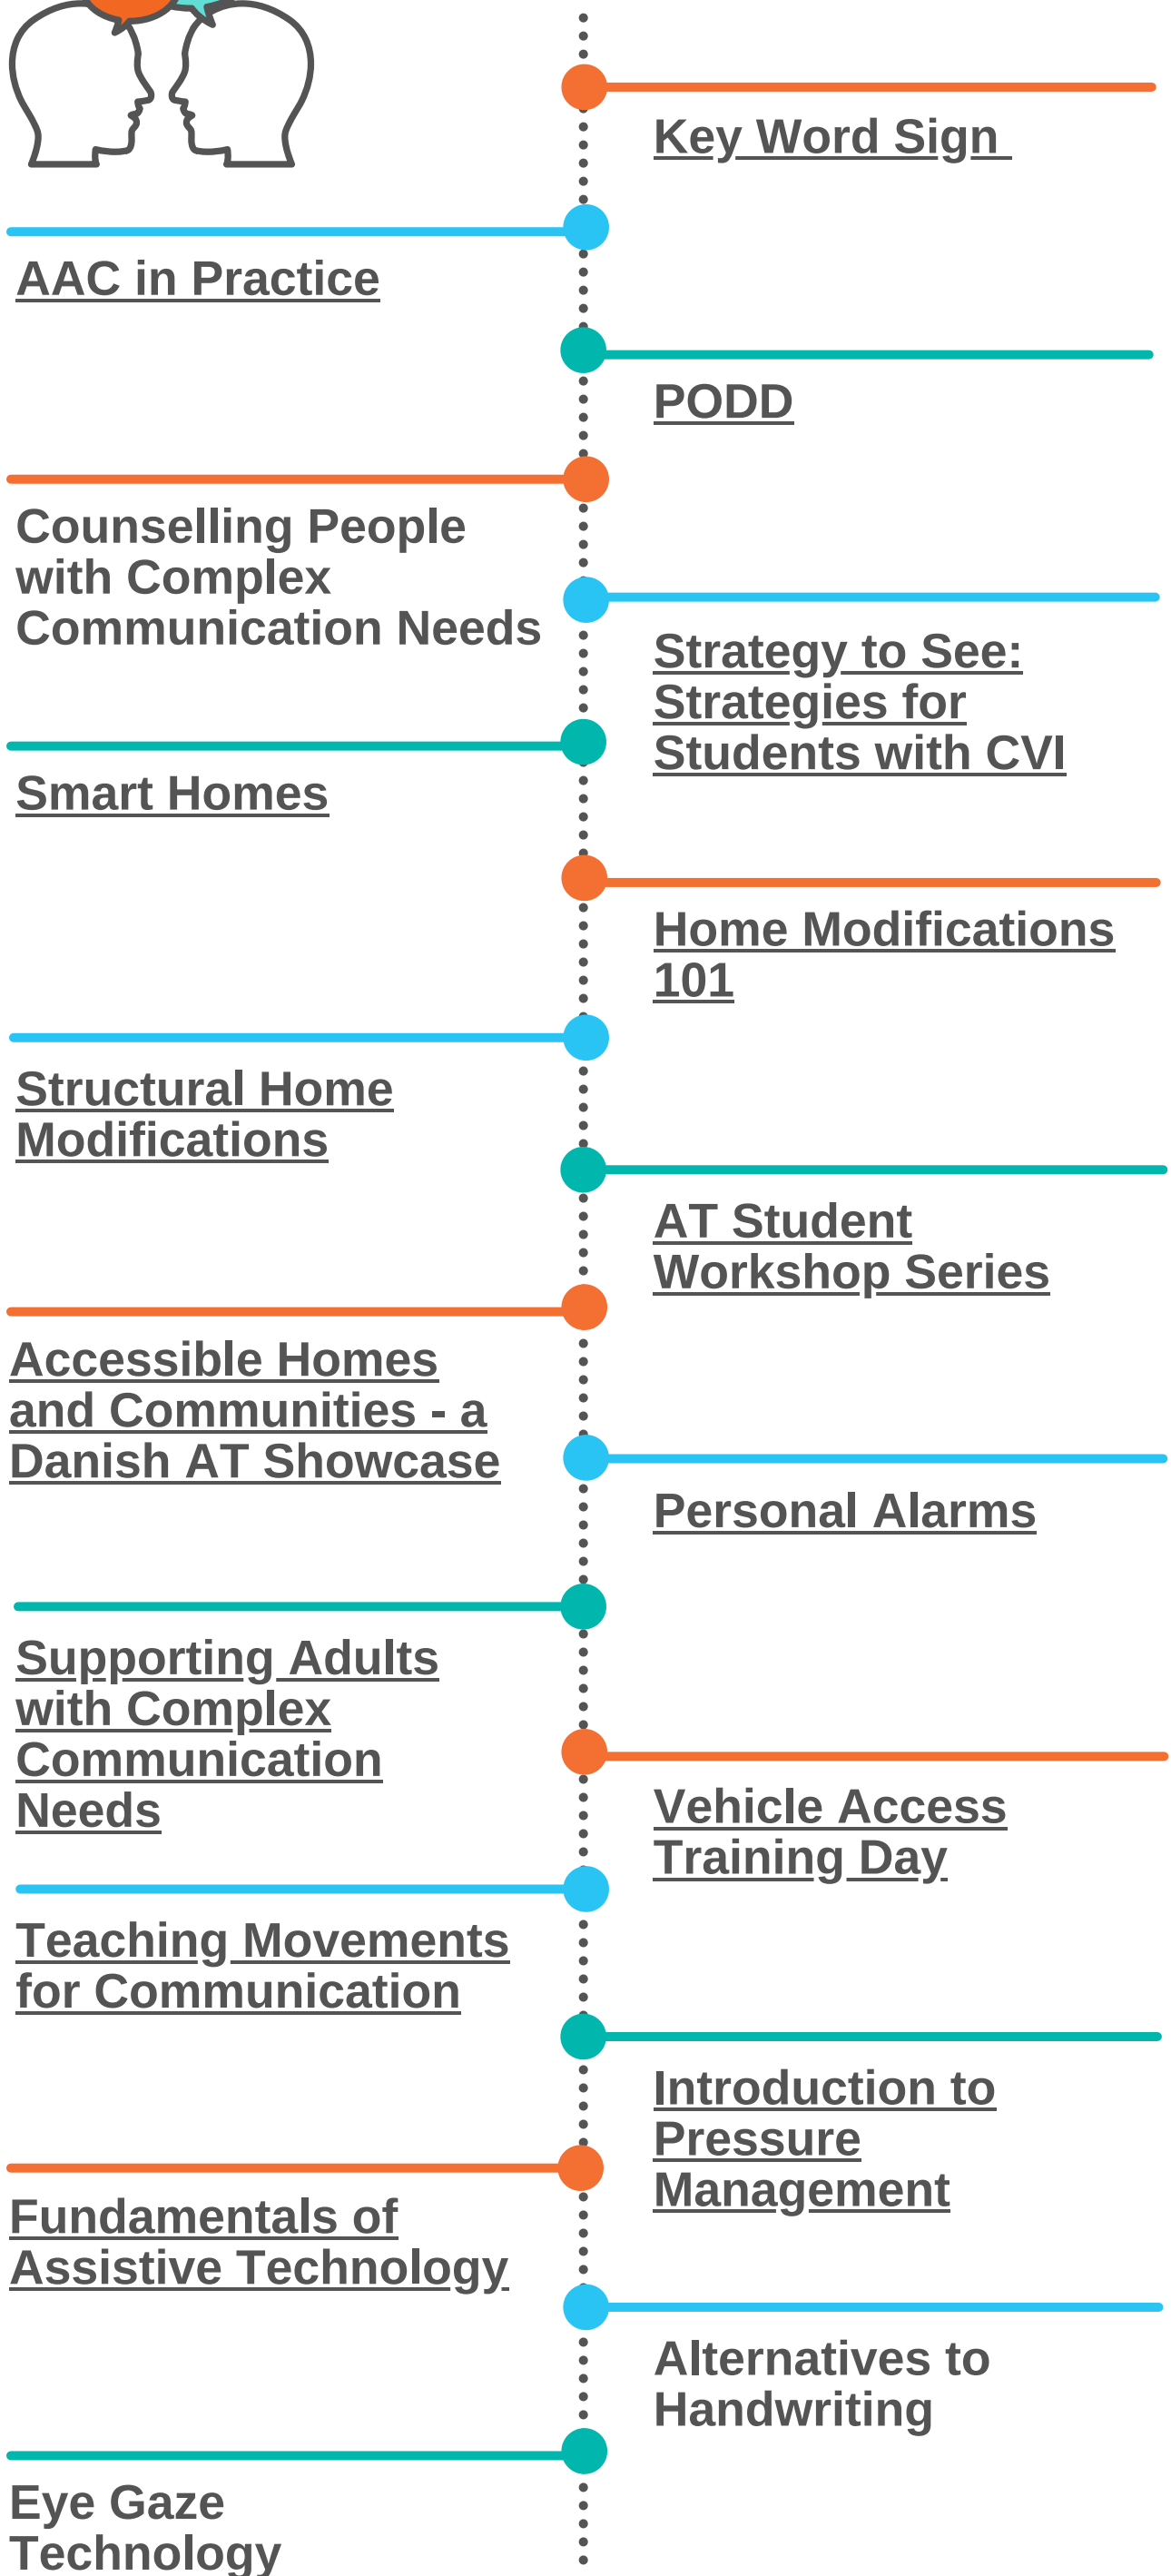 Key Word Sign
AAC in Practice
PODD
Counselling People
with Complex
Communication Needs
Strategy to See:
Strategies for
Students with CVI
Smart Homes
Home Modifications
101
Structural Home
Modifications
AT Student
Workshop Series
Accessible Homes
and Communities - a
Danish AT Showcase
Personal Alarms
Supporting Adults
with Complex
Communication
Needs
Vehicle Access
Training Day
Teaching Movements
for Communication
Introduction to
Pressure
Management
Fundamentals of
Assistive Technology
Alternatives to
Handwriting
Eye Gaze
Technology